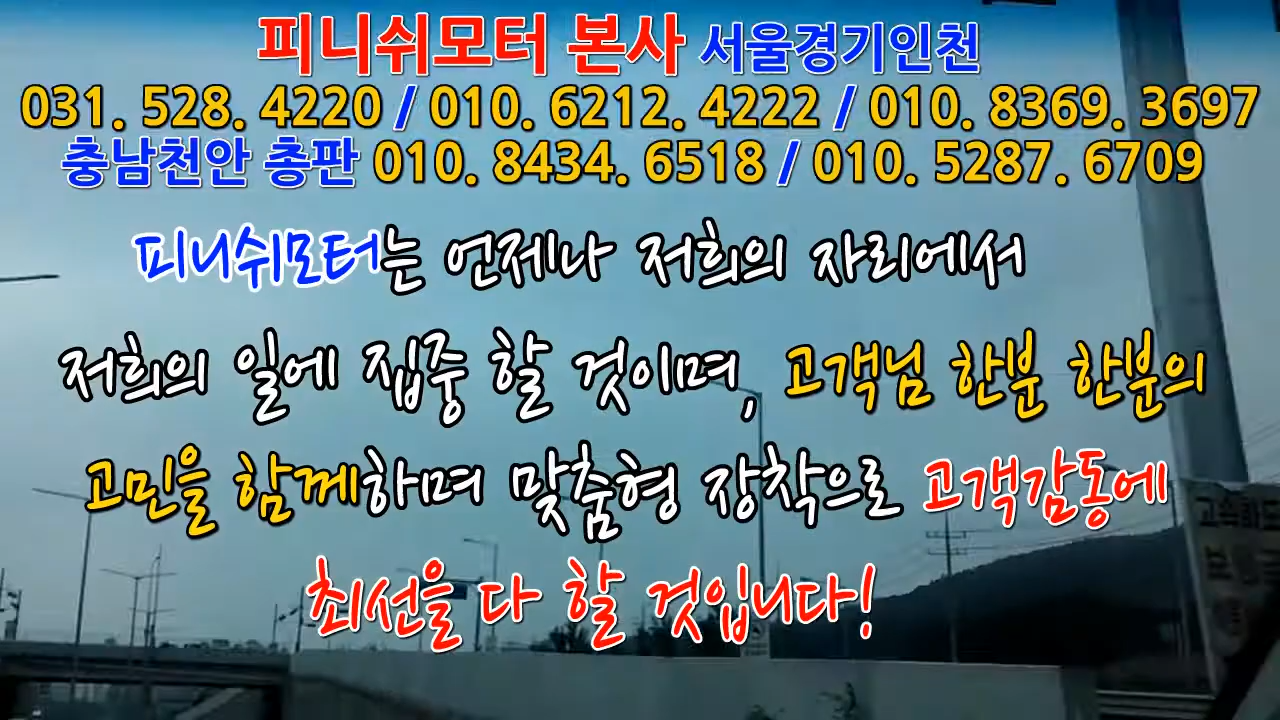 피니쉬모터 본사 서울경기인천
031. 528. 4220 / 010. 6212. 4222 / 010. 8369. 3697
충남천안 총판 010. 8434. 6518 / 010. 5287. 6709
피니쉬모터는 언제나 저희의 자리에서
저희의 일에 집중 할 것이며, 고객님 한분 한분의
고민을 함께하며 맞춤형 장착으로 고객감동에
최선을 다 할 것입니다!